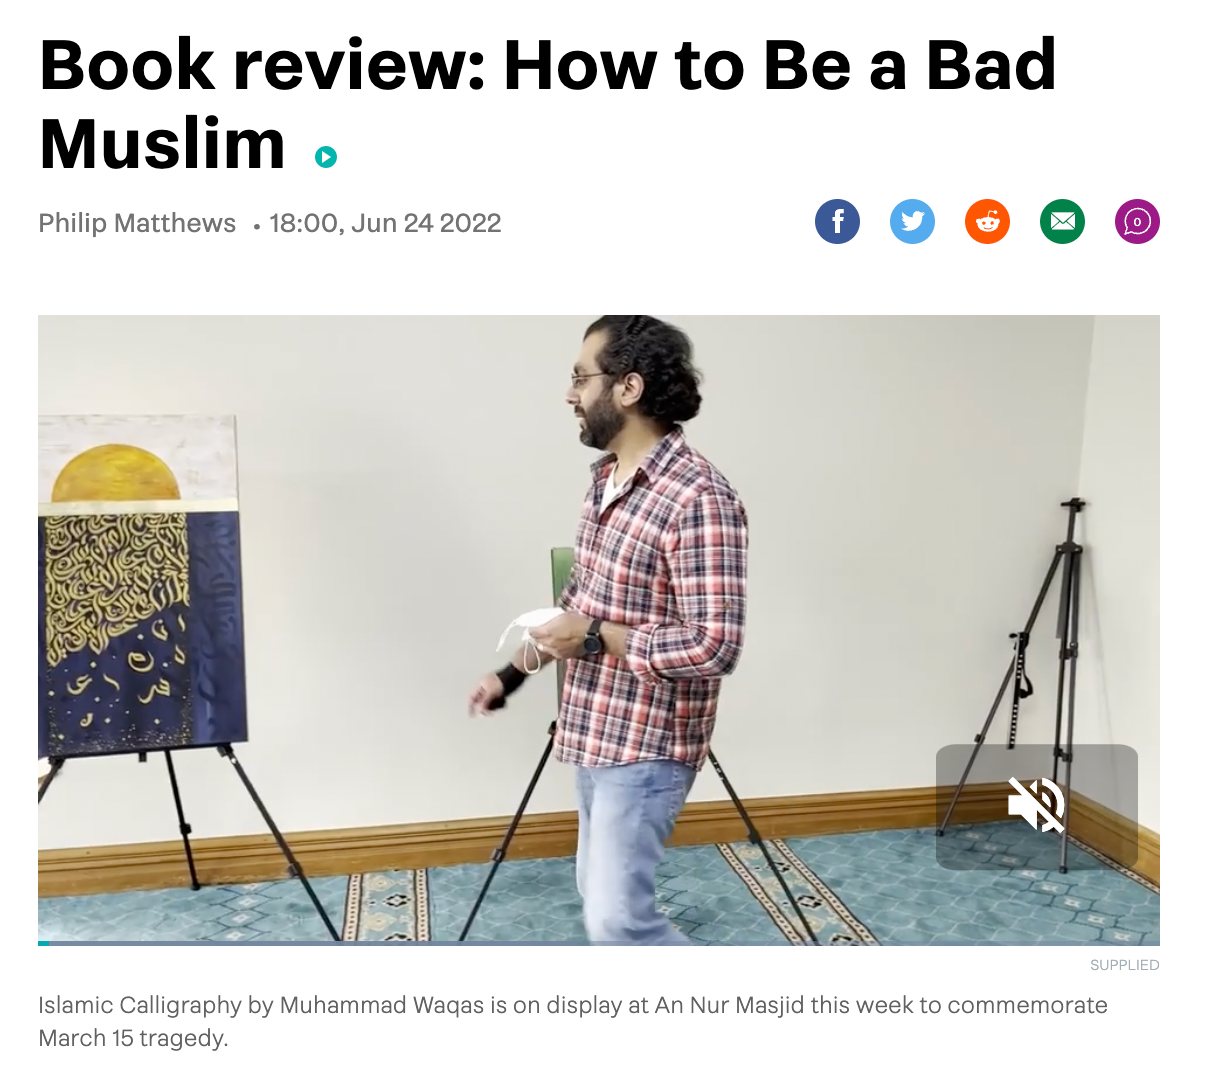 Book review: How to Be a Bad
Muslim
Philip Matthews • 18:00, Jun 24 2022
f
0
SUPPLIED
Islamic Calligraphy by Muhammad Waqas is on display at An Nur Masjid this week to commemorate
March 15 tragedy.